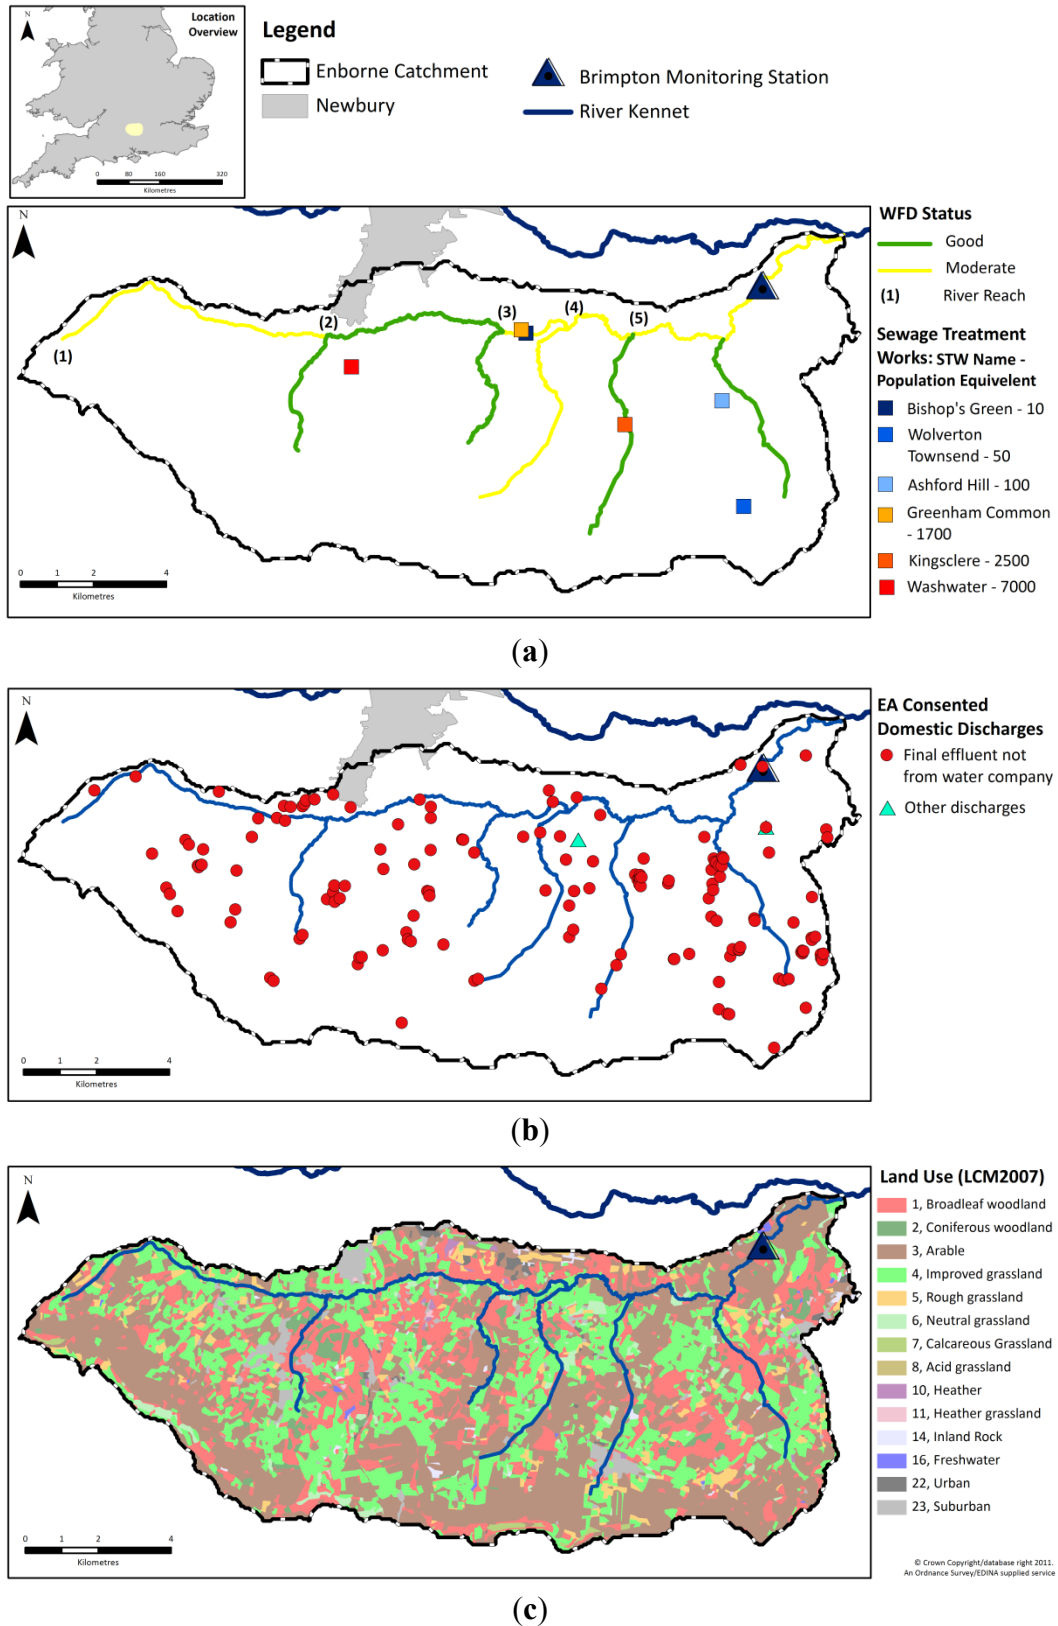 N
Location
Overview
0 80 160 320
Kilometres
Legend
Enborne Catchment
Newbury
Brimpton Monitoring Station
River Kennet
N
(1)
(2)
(3)
(4)
(5)
0 1 2 4
Kilometres
WFD Status
Good
Moderate
(1) River Reach
Sewage Treatment
Works: STW Name -
Population Equivelent
Bishop's Green - 10
Wolverton
Townsend - 50
Ashford Hill - 100
Greenham Common
- 1700
Kingsclere - 2500
Washwater - 7000
(a)
N
0 1 2 4
Kilometres
EA Consented
Domestic Discharges
Final effluent not
from water company
Other discharges
(b)
N
0 1 2 4
Kilometres
Land Use (LCM2007)
1, Broadleaf woodland
2, Coniferous woodland
3, Arable
4, Improved grassland
5, Rough grassland
6, Neutral grassland
7, Calcareous Grassland
8, Acid grassland
10, Heather
11, Heather grassland
14, Inland Rock
16, Freshwater
22, Urban
23, Suburban
© Crown Copyright/database right 2011.
An Ordnance Survey/EDINA supplied service
(c)